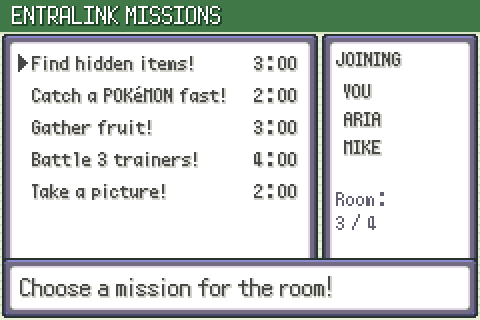 ENTRALINK MISSIONS
Find hidden items! 3:00
Catch a POKéMON fast! 2:00
Gather fruit! 3:00
Battle 3 trainers! 4:00
Take a picture! 2:00
JOINING
YOU
ARIA
MIKE
Room:
3 / 4
Choose a mission for the room!